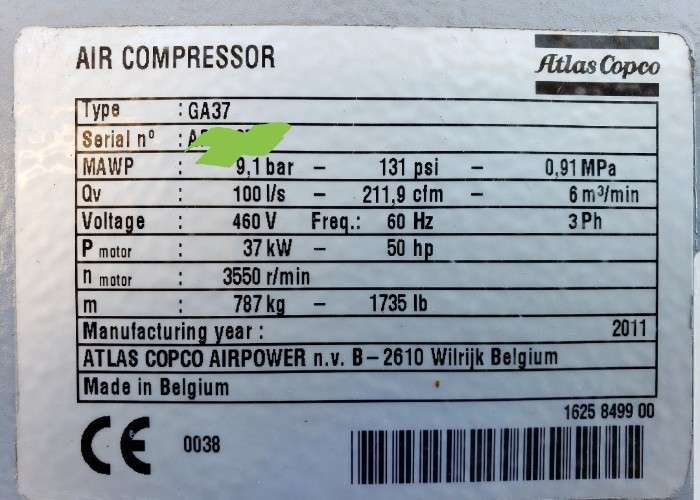 AIR COMPRESSOR
Atlas Copco
Type : GA37
Serial nº :
MAWP : 9,1 bar – 131 psi – 0,91 MPa
Qv : 100 l/s – 211,9 cfm – 6 m³/min
Voltage : 460 V Freq.: 60 Hz 3 Ph
P motor : 37 kW – 50 hp
n motor : 3550 r/min
m : 787 kg – 1735 lb
Manufacturing year : 2011
ATLAS COPCO AIRPOWER n.v. B–2610 Wilrijk Belgium
Made in Belgium
1625 8499 00
CE 0038